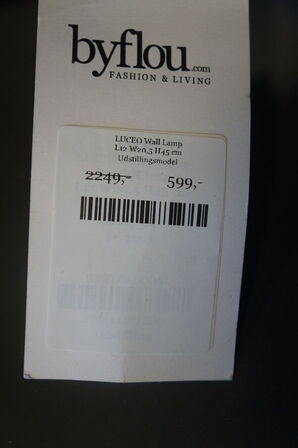 byflou.com
FASHION & LIVING
LUCEO Wall Lamp
L12 W20,5 H45 cm
Udstillingsmodel
2249,- 599,-